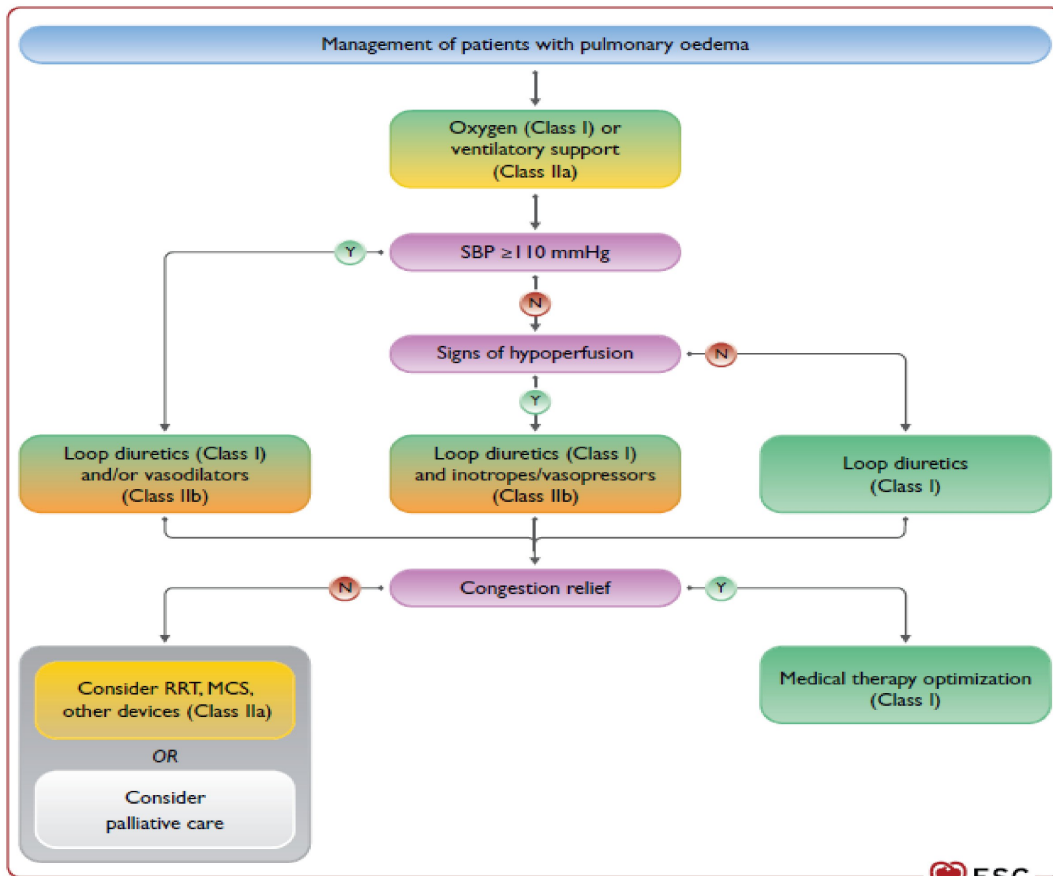 Management of patients with pulmonary oedema
Oxygen (Class I) or
ventilatory support
(Class IIa)
Y
SBP ≥110 mmHg
N
Signs of hypoperfusion
N
Y
Loop diuretics (Class I)
and/or vasodilators
(Class IIb)
Loop diuretics (Class I)
and inotropes/vasopressors
(Class IIb)
Loop diuretics
(Class I)
N
Congestion relief
Y
Consider RRT, MCS,
other devices (Class IIa)
OR
Consider
palliative care
Medical therapy optimization
(Class I)
ESC